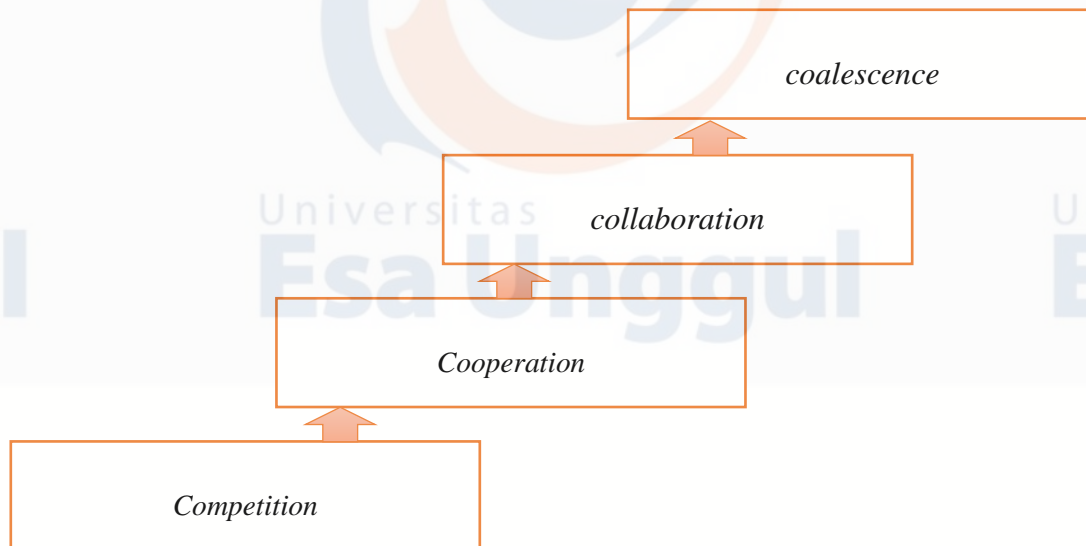 coalescence
Universitas
collaboration
Esa Unggul
Cooperation
Competition